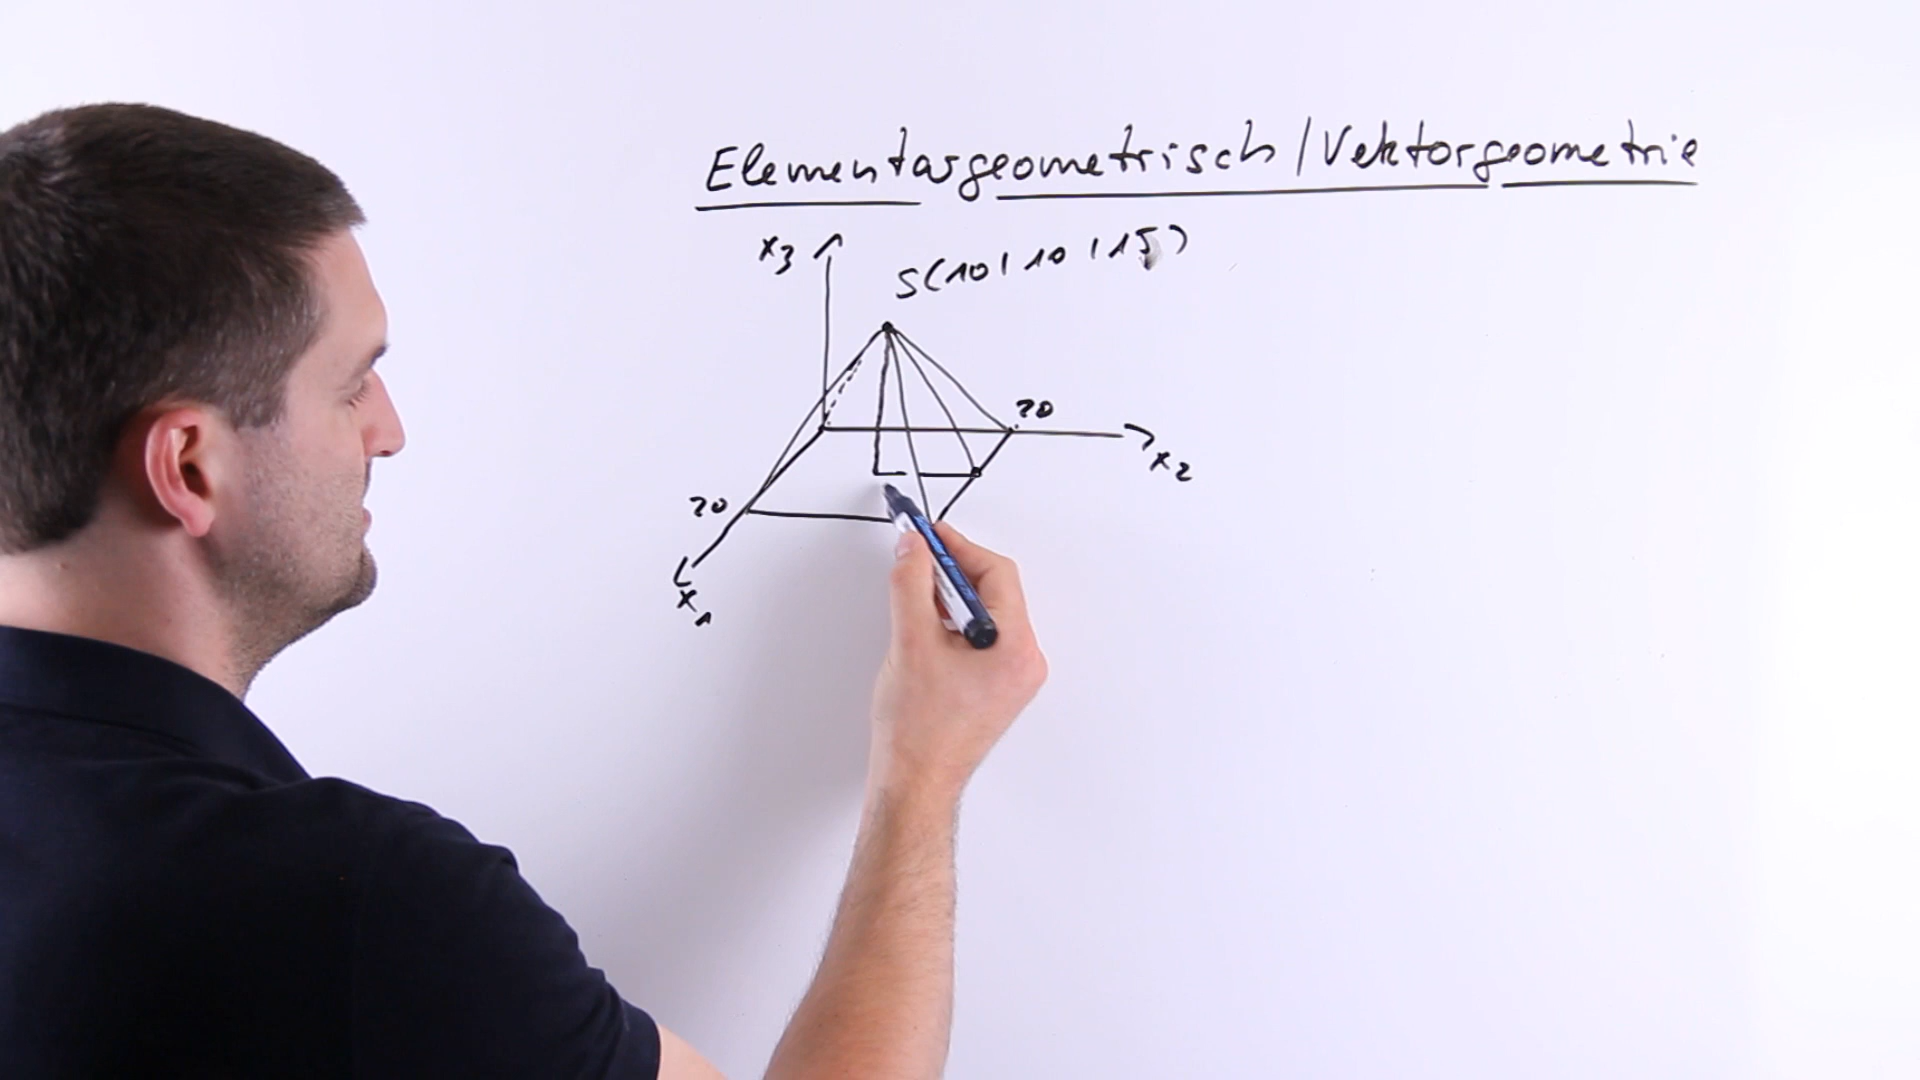 Elementargeometrisch / Vektorgeometrie
x3
S(10|10|15)
20
x2
20
x1